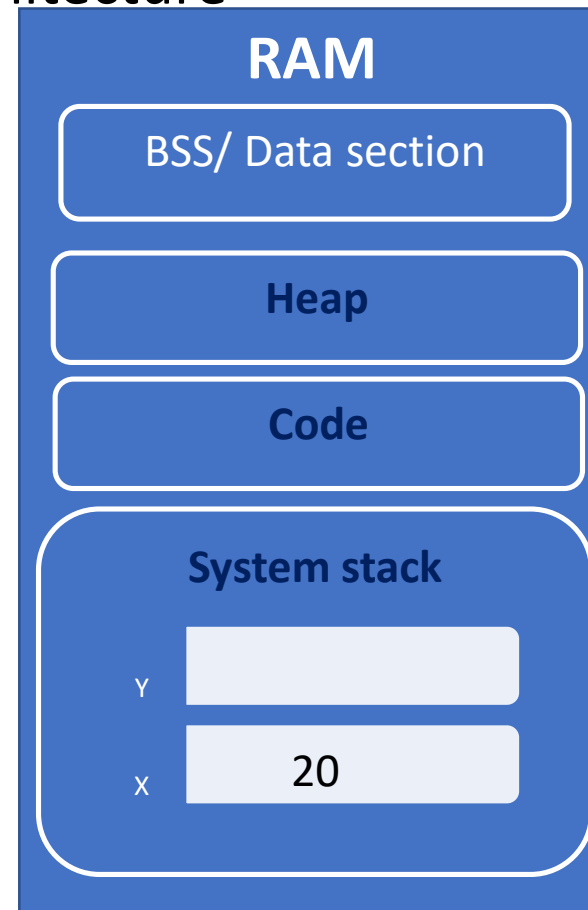 RAM
BSS/ Data section
Heap
Code
System stack
Y
X 20